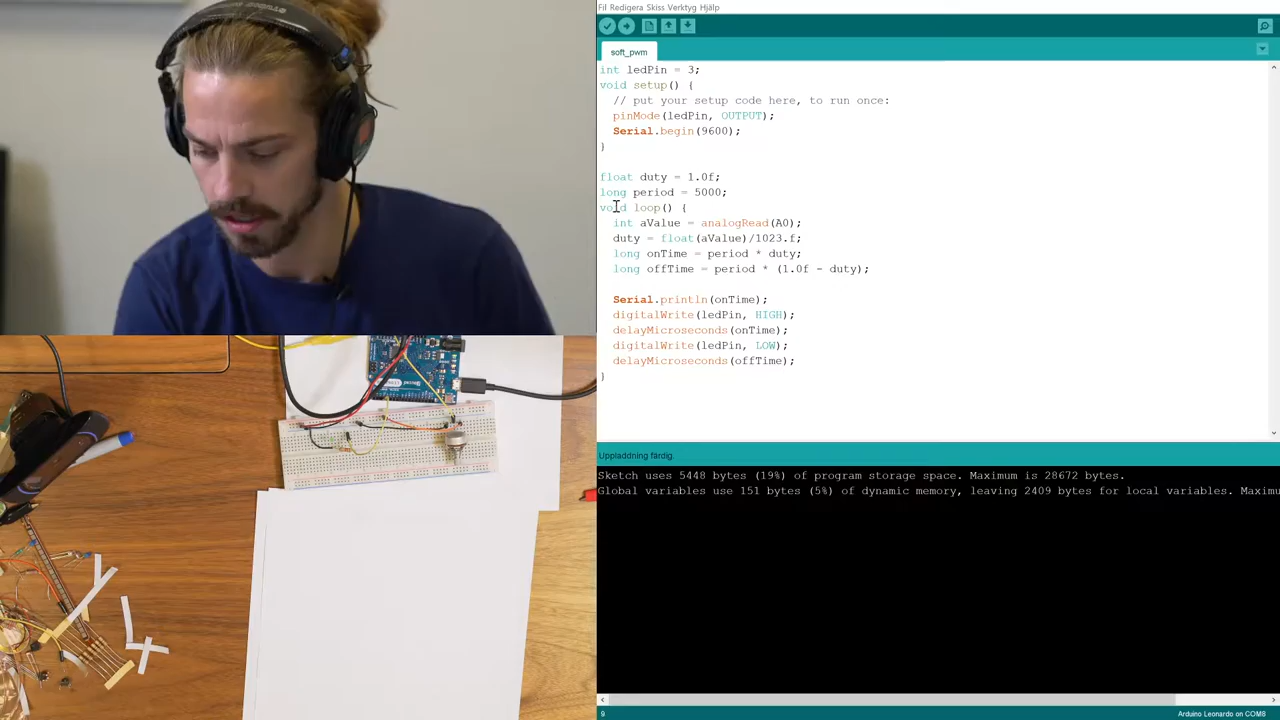 Fil Redigera Skiss Verktyg Hjälp
soft_pwm
int ledPin = 3;
void setup() {
  // put your setup code here, to run once:
  pinMode(ledPin, OUTPUT);
  Serial.begin(9600);
}
float duty = 1.0f;
long period = 5000;
void loop() {
  int aValue = analogRead(A0);
  duty = float(aValue)/1023.f;
  long onTime = period * duty;
  long offTime = period * (1.0f - duty);
  Serial.println(onTime);
  digitalWrite(ledPin, HIGH);
  delayMicroseconds(onTime);
  digitalWrite(ledPin, LOW);
  delayMicroseconds(offTime);
}
Uppladdning färdig.
Sketch uses 5448 bytes (19%) of program storage space. Maximum is 28672 bytes.
Global variables use 151 bytes (5%) of dynamic memory, leaving 2409 bytes for local variables. Maximu
9
Arduino Leonardo on COM8